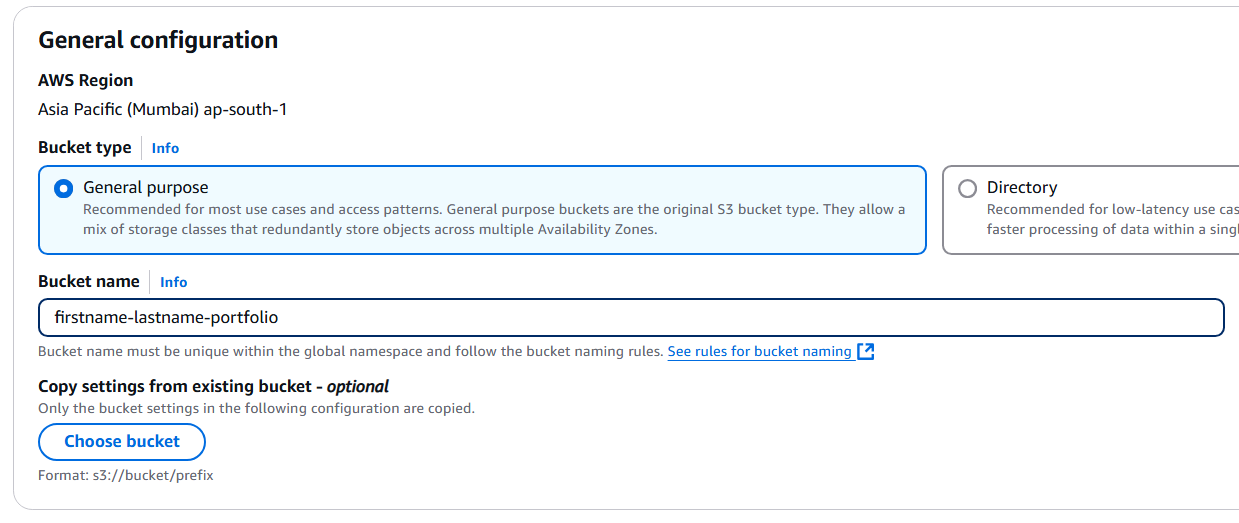 General configuration
AWS Region
Asia Pacific (Mumbai) ap-south-1
Bucket type Info
General purpose
Recommended for most use cases and access patterns. General purpose buckets are the original S3 bucket type. They allow a
mix of storage classes that redundantly store objects across multiple Availability Zones.
Directory
Recommended for low-latency use
faster processing of data within a
Bucket name Info
firstname-lastname-portfolio
Bucket name must be unique within the global namespace and follow the bucket naming rules. See rules for bucket naming
Copy settings from existing bucket - optional
Only the bucket settings in the following configuration are copied.
Choose bucket
Format: s3://bucket/prefix